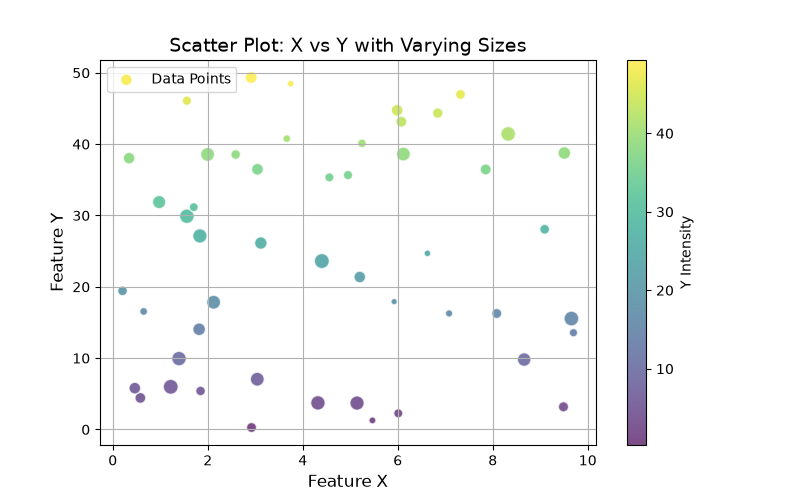 Scatter Plot: X vs Y with Varying Sizes
Data Points
50
40
30
20
10
0
Feature Y
0 2 4 6 8 10
Feature X
40
30
20
10
Y Intensity